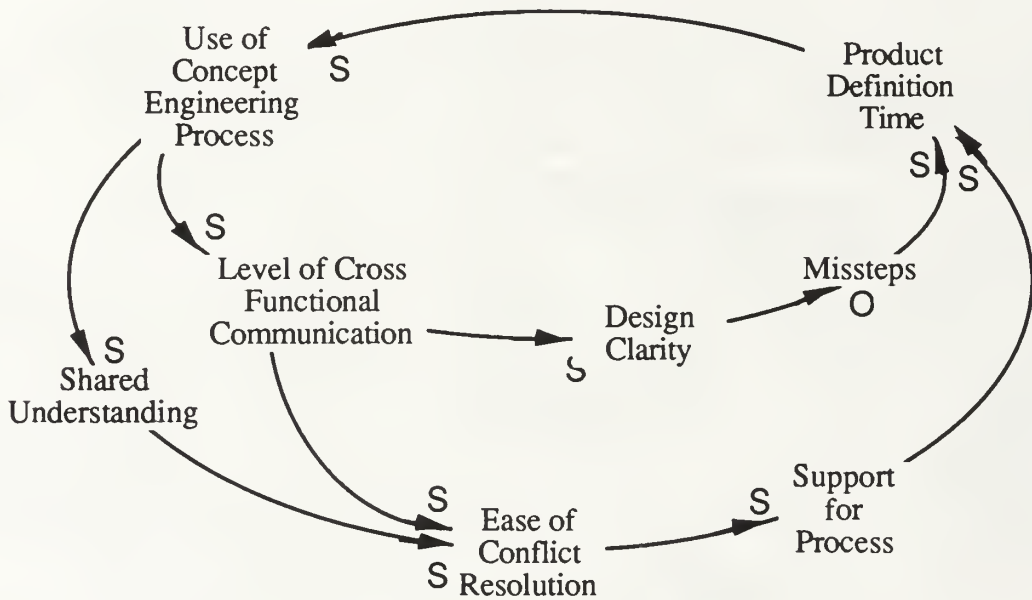 Use of
Concept
Engineering
Process
S
Product
Definition
Time
S
S
S
Level of Cross
Functional
Communication
Missteps
O
Design
Clarity
S
S
Shared
Understanding
Support
for
Process
S
S
Ease of
Conflict
Resolution
S